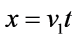 x = v₁t